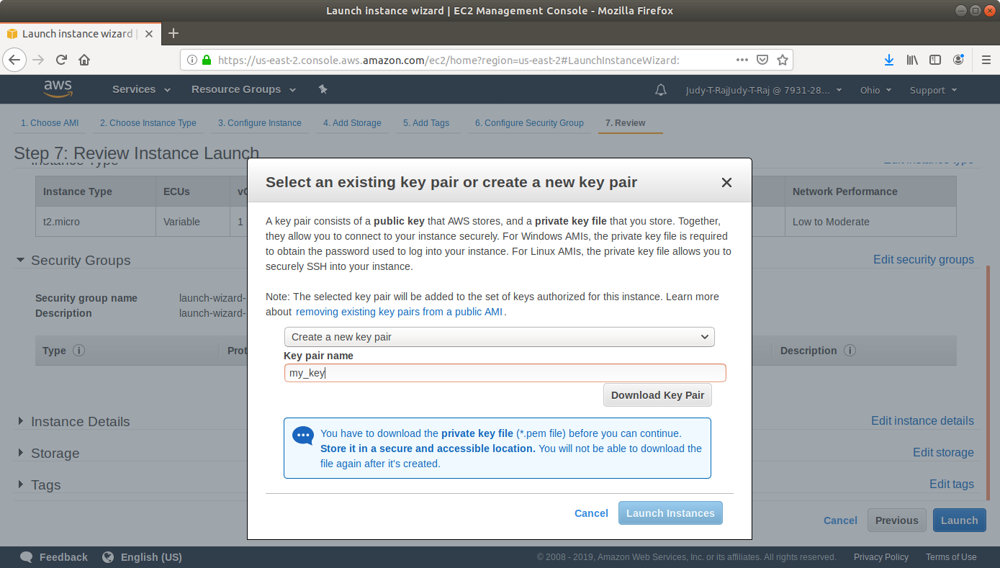 Launch instance wizard | EC2 Management Console - Mozilla Firefox
Launch instance wizard |
https://us-east-2.console.aws.amazon.com/ec2/home?region=us-east-2#LaunchInstanceWizard:
aws Services Resource Groups Judy-T-RajJudy-T-Raj @ 7931-28... Ohio Support
1. Choose AMI 2. Choose Instance Type 3. Configure Instance 4. Add Storage 5. Add Tags 6. Configure Security Group 7. Review
Step 7: Review Instance Launch
Instance Type Edit instance type
Instance Type ECUs Network Performance
t2.micro Variable 1 Low to Moderate
Security Groups Edit security groups
Security group name launch-wizard-
Description launch-wizard-
Type Description
Instance Details Edit instance details
Storage Edit storage
Tags Edit tags
Cancel Previous Launch
Select an existing key pair or create a new key pair
A key pair consists of a public key that AWS stores, and a private key file that you store. Together,
they allow you to connect to your instance securely. For Windows AMIs, the private key file is required
to obtain the password used to log into your instance. For Linux AMIs, the private key file allows you to
securely SSH into your instance.
Note: The selected key pair will be added to the set of keys authorized for this instance. Learn more
about removing existing key pairs from a public AMI .
Create a new key pair
Key pair name
my_key
Download Key Pair
You have to download the private key file (*.pem file) before you can continue.
Store it in a secure and accessible location. You will not be able to download the
file again after it's created.
Cancel Launch Instances
Feedback English (US) © 2008 - 2019, Amazon Web Services, Inc. or its affiliates. All rights reserved. Privacy Policy Terms of Use